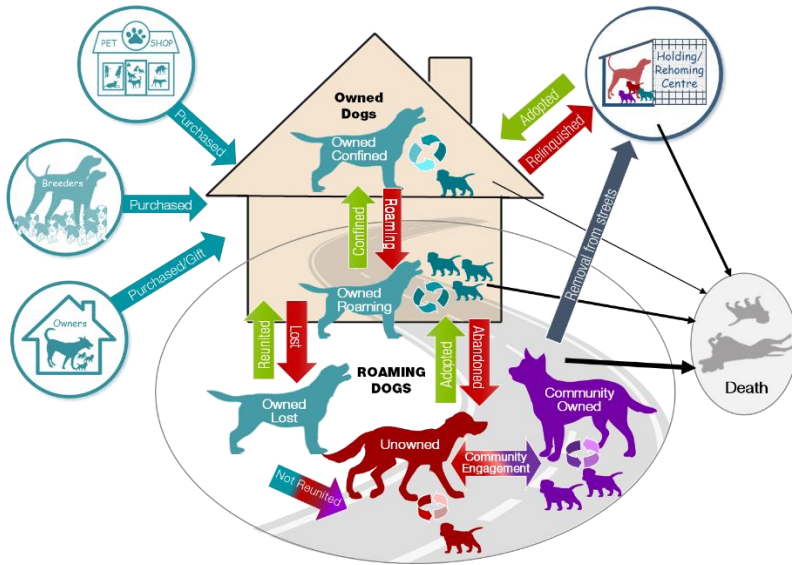 PET SHOP
Purchased
Breeders
Purchased
Owners
Purchased/Gift
Owned
Dogs
Owned
Confined
Confined
Roaming
Owned
Roaming
Adopted
Relinquished
Holding/
Rehoming
Centre
Removal from streets
Death
Reunited
Lost
ROAMING
DOGS
Adopted
Abandoned
Owned
Lost
Unowned
Community
Engagement
Community
Owned
Not Reunited